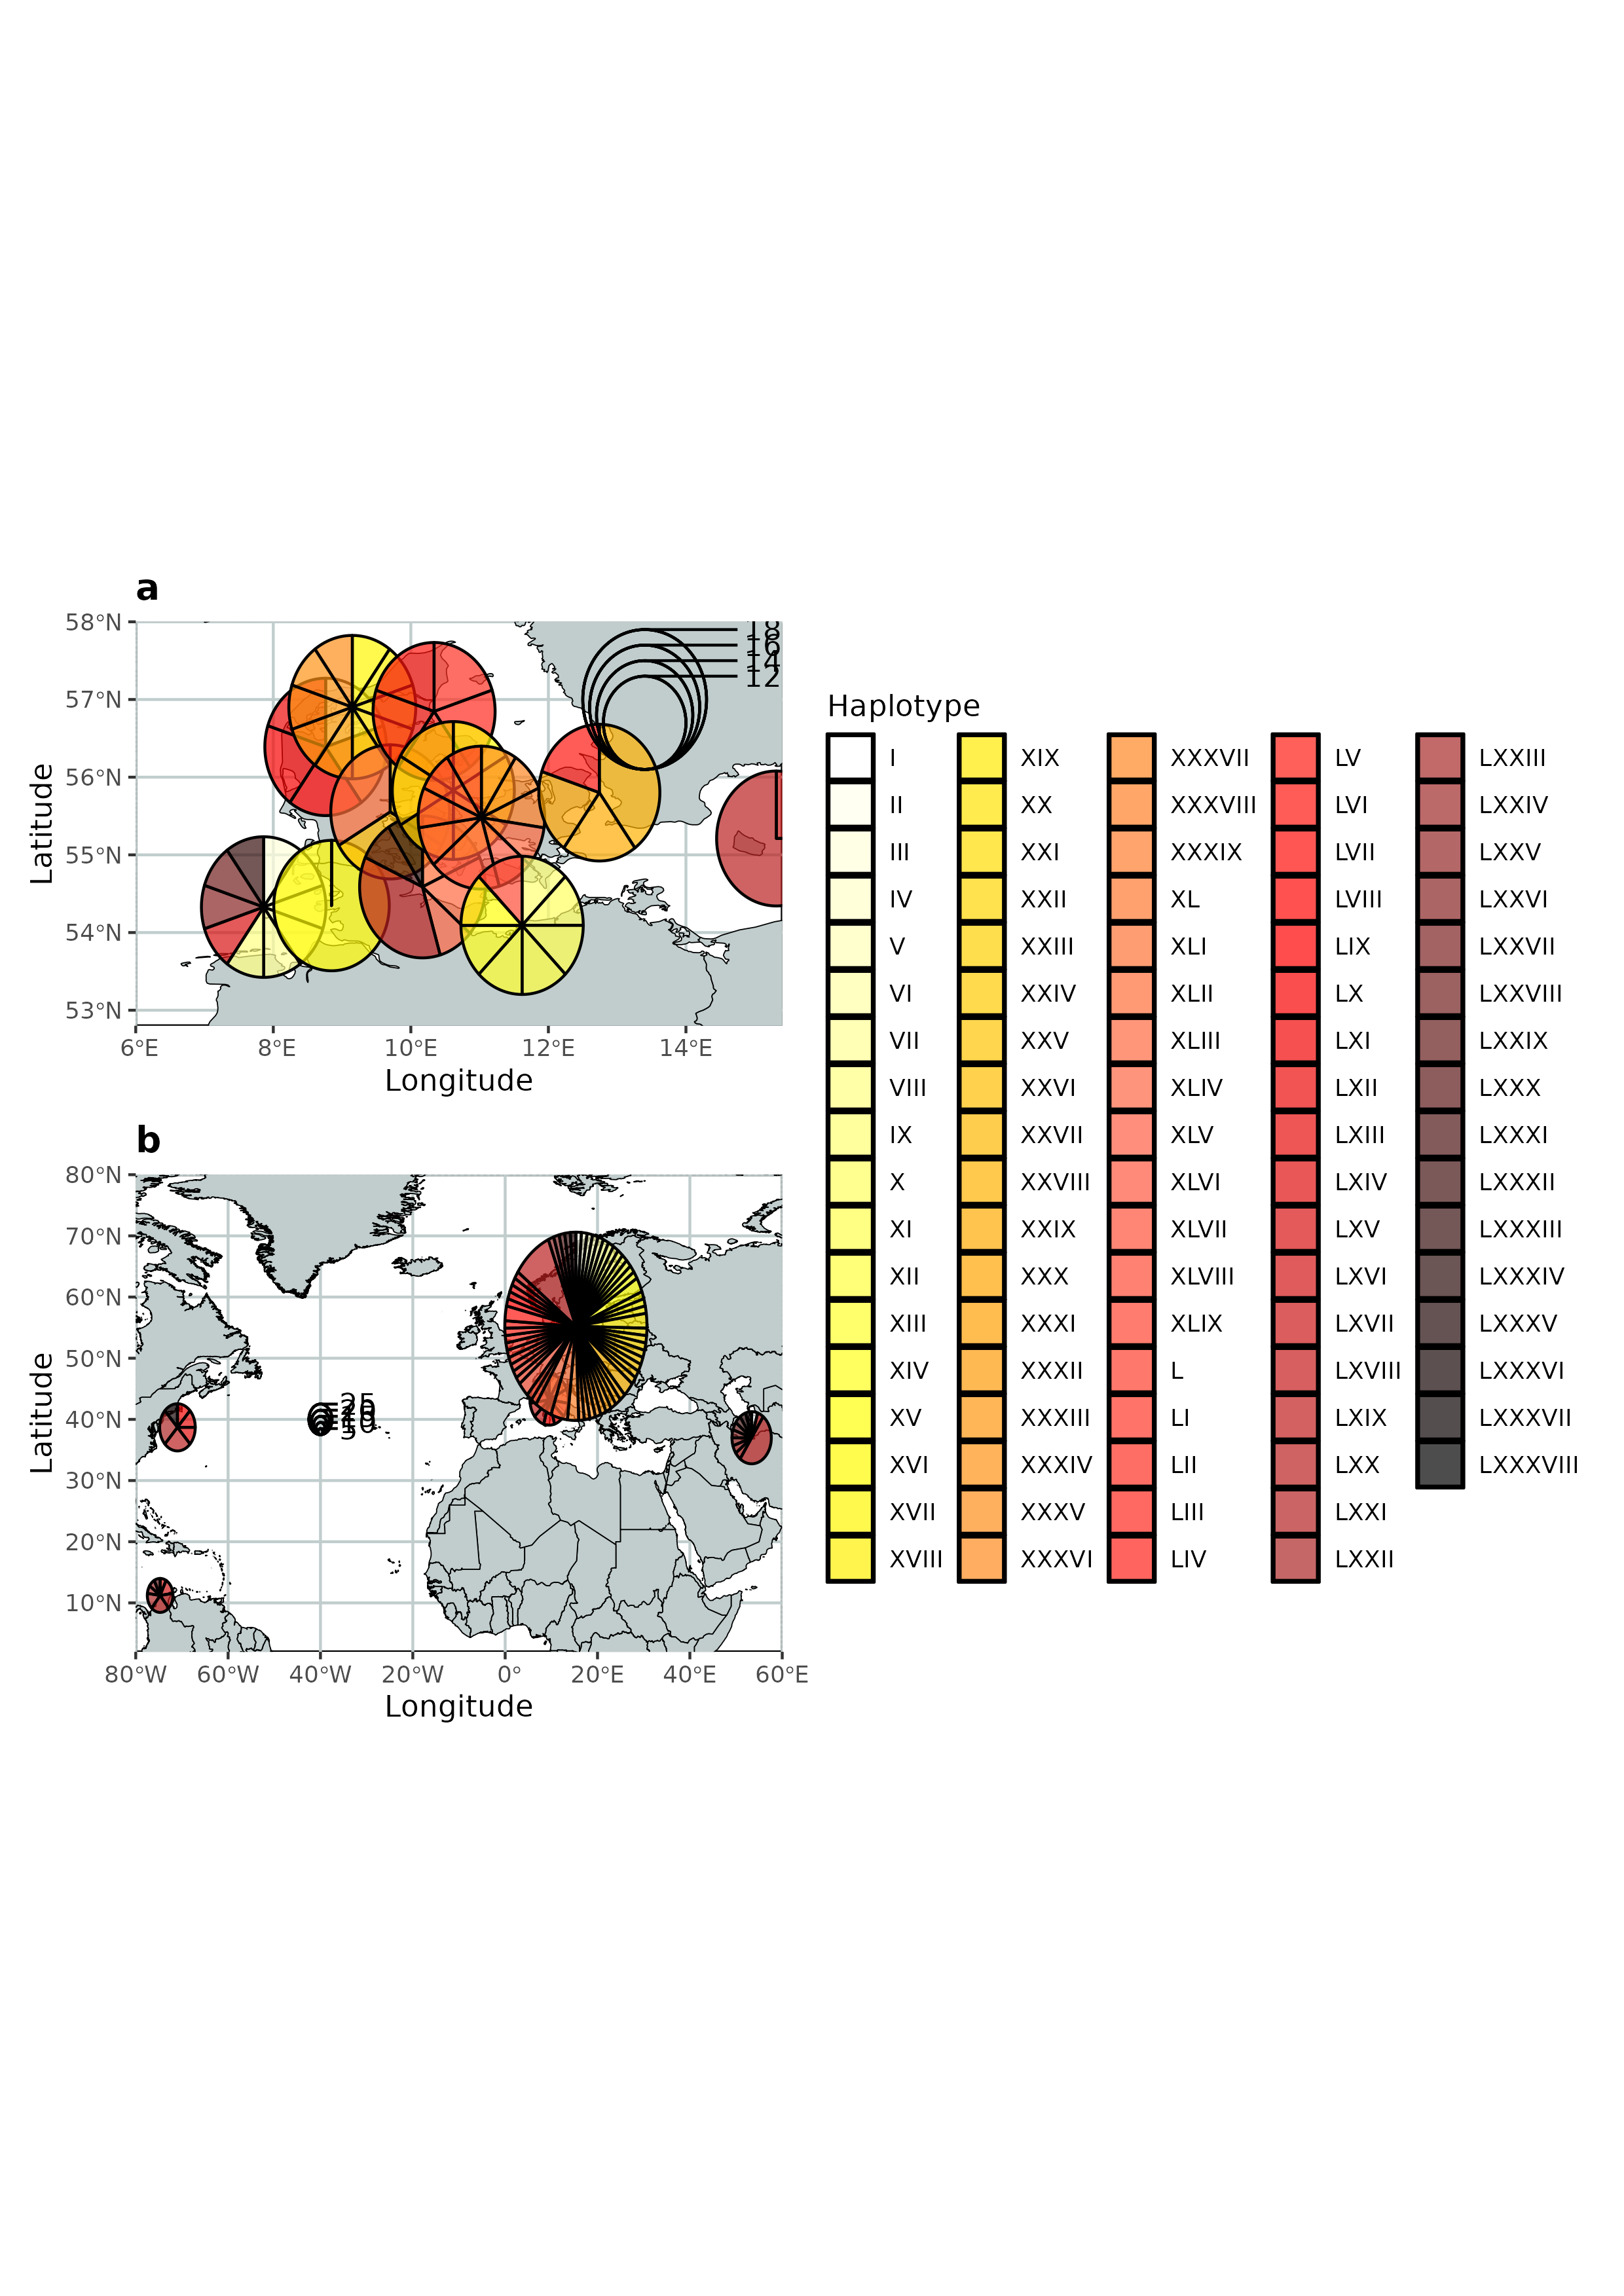 a
58°N
57°N
56°N
55°N
54°N
53°N
Latitude
18
16
14
12
6°E 8°E 10°E 12°E 14°E
Longitude
b
80°N
70°N
60°N
50°N
40°N
30°N
20°N
10°N
Latitude
25
5
80°W 60°W 40°W 20°W 0° 20°E 40°E 60°E
Longitude
Haplotype
I XIX XXXVII LV LXXIII
II XX XXXVIII LVI LXXIV
III XXI XXXIX LVII LXXV
IV XXII XL LVIII LXXVI
V XXIII XLI LIX LXXVII
VI XXIV XLII LX LXXVIII
VII XXV XLIII LXI LXXIX
VIII XXVI XLIV LXII LXXX
IX XXVII XLV LXIII LXXXI
X XXVIII XLVI LXIV LXXXII
XI XXIX XLVII LXV LXXXIII
XII XXX XLVIII LXVI LXXXIV
XIII XXXI XLIX LXVII LXXXV
XIV XXXII L LXVIII LXXXVI
XV XXXIII LI LXIX LXXXVII
XVI XXXIV LII LXX LXXXVIII
XVII XXXV LIII LXXI
XVIII XXXVI LIV LXXII